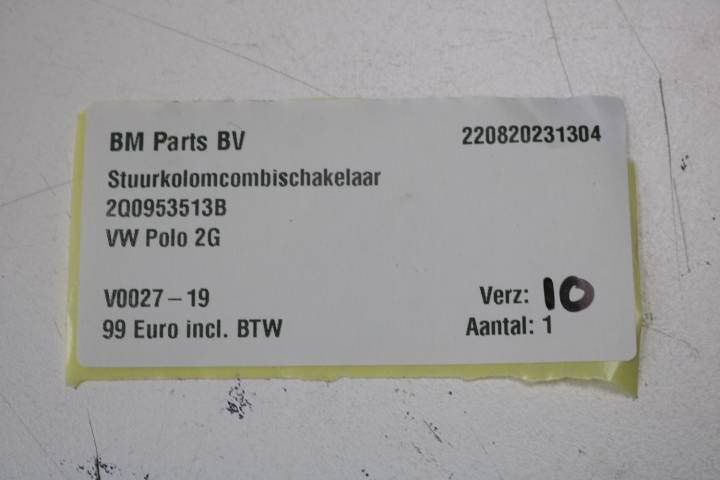 BM Parts BV 220820231304
Stuurkolomcombischakelaar
2Q0953513B
VW Polo 2G
V0027-19 Verz: 10
99 Euro incl. BTW Aantal: 1